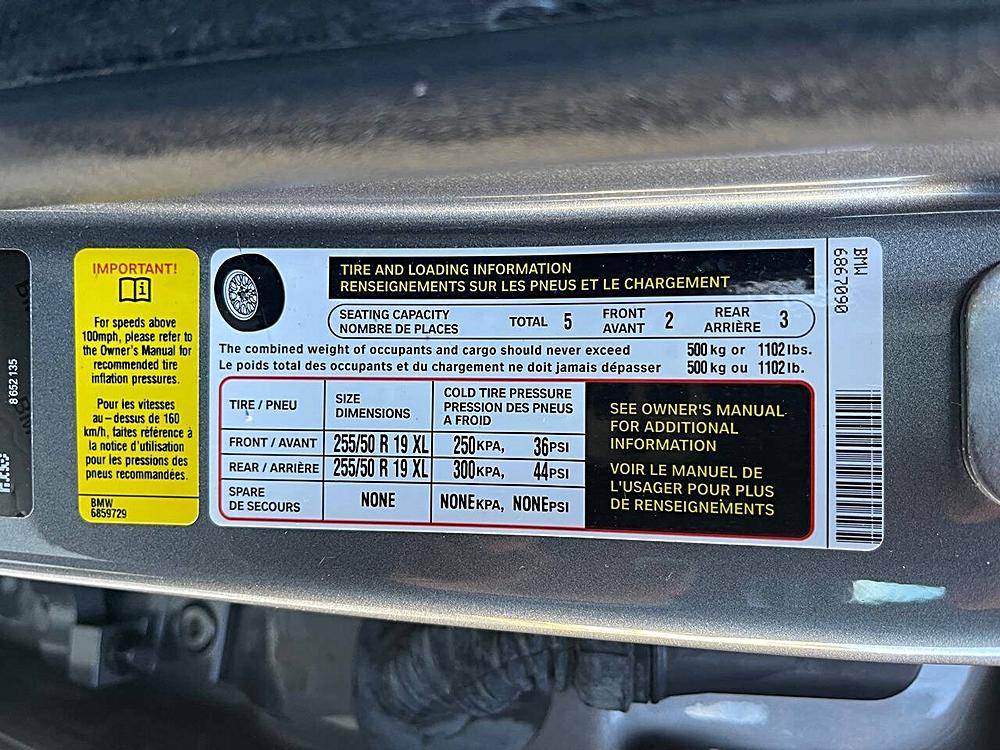 8 652 135
IMPORTANT!
For speeds above
100mph, please refer to
the Owner's Manual for
recommended tire
inflation pressures.
Pour les vitesses
au-dessus de 160
km/h, faites référence à
la notice d'utilisation
pour les pressions des
pneus recommandées.
BMW
6859729
TIRE AND LOADING INFORMATION
RENSEIGNEMENTS SUR LES PNEUS ET LE CHARGEMENT
SEATING CAPACITY
NOMBRE DE PLACES
TOTAL 5
FRONT
AVANT 2
REAR
ARRIÈRE 3
The combined weight of occupants and cargo should never exceed 500 kg or 1102 lbs.
Le poids total des occupants et du chargement ne doit jamais dépasser 500 kg ou 1102 lb.
TIRE / PNEU
SIZE
DIMENSIONS
COLD TIRE PRESSURE
PRESSION DES PNEUS
A FROID
FRONT / AVANT 255/50 R 19 XL 250KPA, 36PSI
REAR / ARRIÈRE 255/50 R 19 XL 300KPA, 44PSI
SPARE
DE SECOURS NONE NONEKPA, NONEPSI
SEE OWNER'S MANUAL
FOR ADDITIONAL
INFORMATION
VOIR LE MANUEL DE
L'USAGER POUR PLUS
DE RENSEIGNEMENTS
BMW
6867090